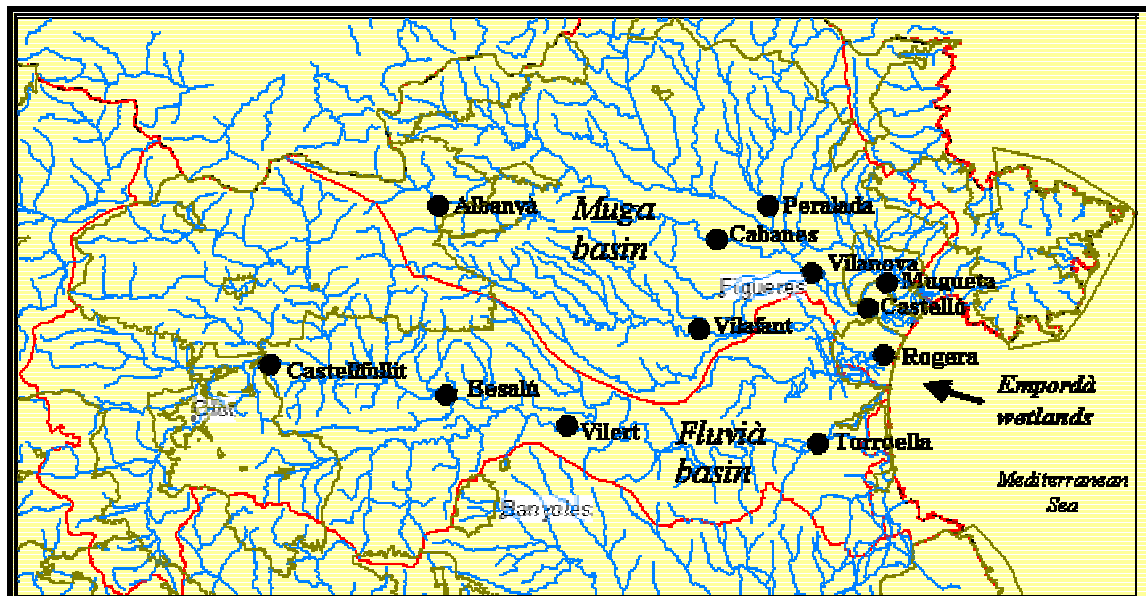 Albanyà
Muga
basin
Peralada
Cabanes
Vilanova
Figueres
Mugueta
Castelló
Vilafant
Rogera
Castellfollit
Besalú
Empordà
wetlands
Olot
Vilert
Fluvià
basin
Torroella
Banyoles
Mediterranean
Sea